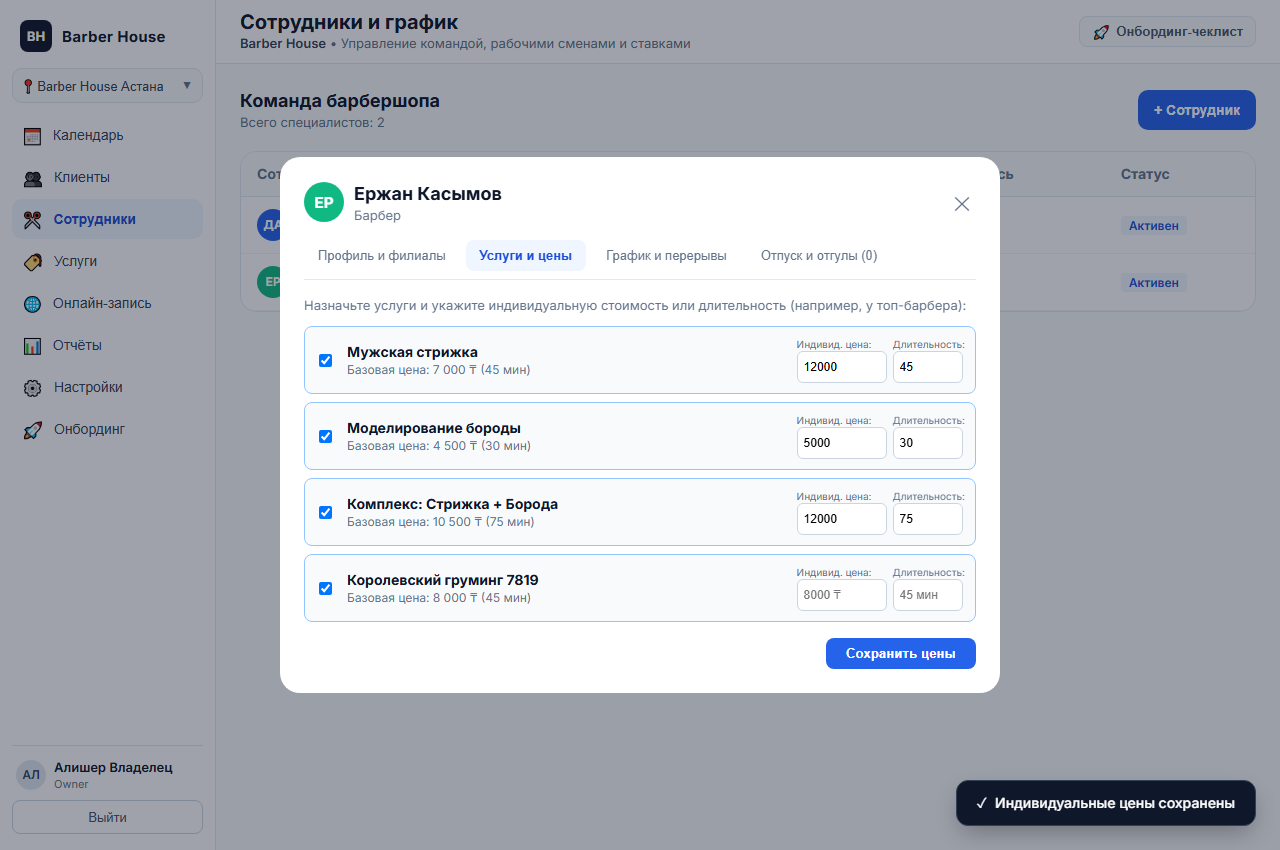 BH Barber House
Barber House Астана ▼
Календарь
Клиенты
Сотрудники
Услуги
Онлайн-запись
Отчёты
Настройки
Онбординг
АЛ
Алишер Владелец
Owner
Выйти
Сотрудники и график
Barber House • Управление командой, рабочими сменами и ставками
Онбординг-чеклист
Команда барбершопа
Всего специалистов: 2
+ Сотрудник
Статус
Активен
ЕР
Активен
ЕР
Ержан Касымов
Барбер
Профиль и филиалы
Услуги и цены
График и перерывы
Отпуск и отгулы (0)
Назначьте услуги и укажите индивидуальную стоимость или длительность (например, у топ-барбера):
Мужская стрижка
Базовая цена: 7 000 ₸ (45 мин)
Индивид. цена: Длительность:
12000 45
Моделирование бороды
Базовая цена: 4 500 ₸ (30 мин)
Индивид. цена: Длительность:
5000 30
Комплекс: Стрижка + Борода
Базовая цена: 10 500 ₸ (75 мин)
Индивид. цена: Длительность:
12000 75
Королевский груминг 7819
Базовая цена: 8 000 ₸ (45 мин)
Индивид. цена: Длительность:
8000 ₸ 45 мин
Сохранить цены
✓ Индивидуальные цены сохранены